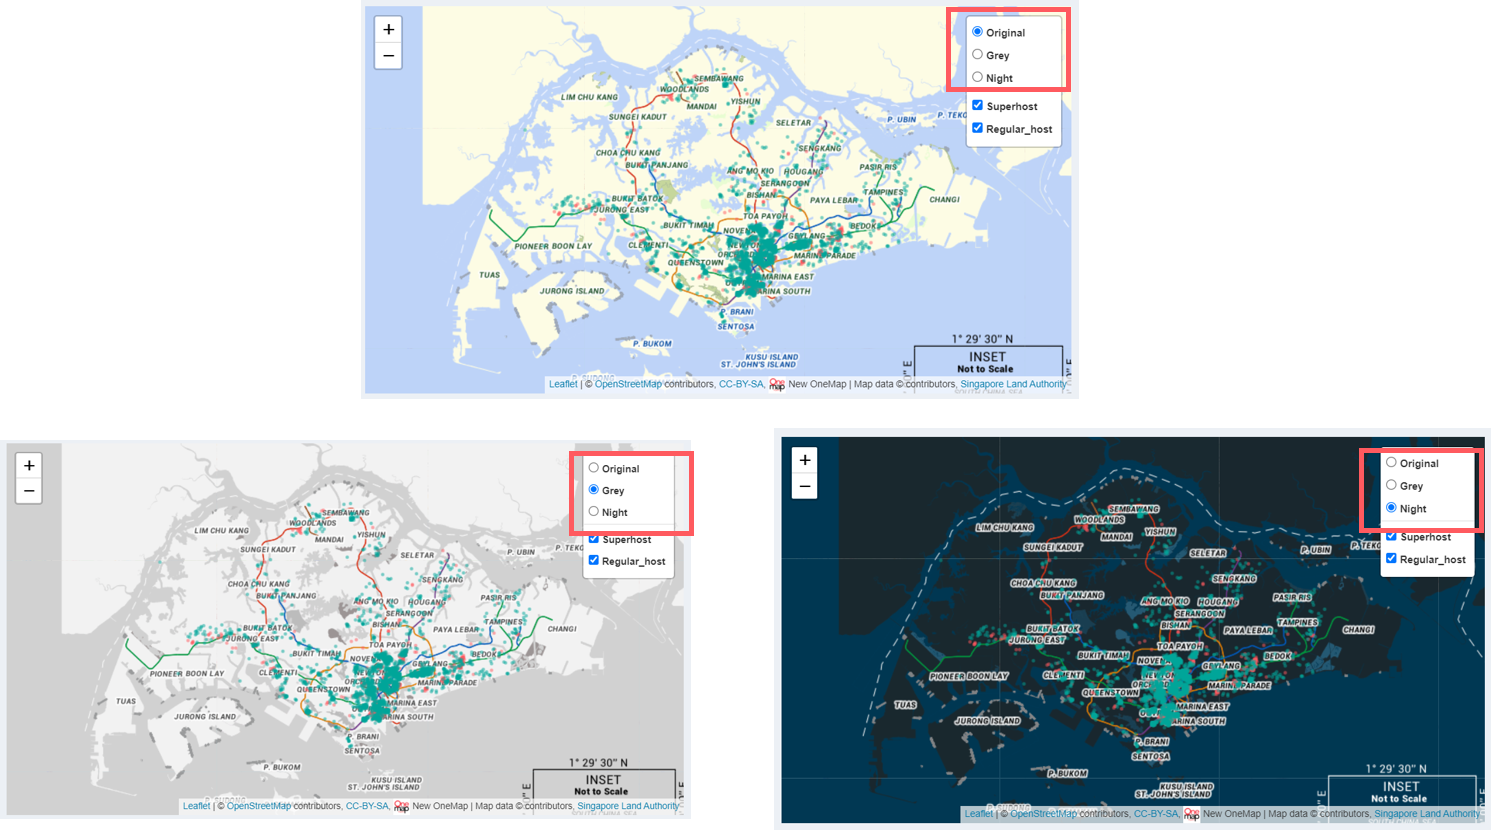 +
−
Original
Grey
Night
Superhost
Regular_host
SEMBAWANG
WOODLANDS
LIM CHU KANG
MANDAI
YISHUN
SUNGEI KADUT
SELETAR
P. UBIN
SENGKANG
CHOA CHU KANG
BUKIT PANJANG
PASIR RIS
ANG MO KIO
HOUGANG
SERANGOON
BISHAN
TAMPINES
BUKIT BATOK
PAYA LEBAR
CHANGI
JURONG EAST
TOA PAYOH
BUKIT TIMAH
BEDOK
GEYLANG
PIONEER BOON LAY
CLEMENTI
MARINE PARADE
QUEENSTOWN
TUAS
MARINA EAST
JURONG ISLAND
P. BRANI
SENTOSA
1° 29' 30" N
P. BUKOM
INSET
KUSU ISLAND
Not to Scale
ST. JOHN'S ISLAND
Leaflet | © OpenStreetMap contributors, CC-BY-SA, One map New OneMap | Map data © contributors, Singapore Land Authority
+
−
Original
Grey
Night
Superhost
Regular_host
SEMBAWANG
WOODLANDS
LIM CHU KANG
MANDAI
YISHUN
SUNGEI KADUT
SELETAR
P. UBIN
SENGKANG
CHOA CHU KANG
BUKIT PANJANG
PASIR RIS
ANG MO KIO
HOUGANG
SERANGOON
BISHAN
TAMPINES
BUKIT BATOK
PAYA LEBAR
CHANGI
JURONG EAST
TOA PAYOH
BUKIT TIMAH
BEDOK
GEYLANG
PIONEER BOON LAY
CLEMENTI
MARINE PARADE
QUEENSTOWN
TUAS
MARINA EAST
JURONG ISLAND
P. BRANI
SENTOSA
1° 29' 30" N
P. BUKOM
INSET
KUSU ISLAND
Not to Scale
ST. JOHN'S ISLAND
Leaflet | © OpenStreetMap contributors, CC-BY-SA, One map New OneMap | Map data © contributors, Singapore Land Authority
+
−
Original
Grey
Night
Superhost
Regular_host
SEMBAWANG
WOODLANDS
LIM CHU KANG
MANDAI
YISHUN
SUNGEI KADUT
SELETAR
P. UBIN
SENGKANG
CHOA CHU KANG
BUKIT PANJANG
PASIR RIS
ANG MO KIO
HOUGANG
SERANGOON
BISHAN
TAMPINES
BUKIT BATOK
PAYA LEBAR
CHANGI
JURONG EAST
TOA PAYOH
BUKIT TIMAH
BEDOK
GEYLANG
PIONEER BOON LAY
CLEMENTI
MARINE PARADE
QUEENSTOWN
TUAS
MARINA EAST
MARINA SOUTH
JURONG ISLAND
P. BRANI
SENTOSA
1° 29' 30" N
P. BUKOM
INSET
KUSU ISLAND
Not to Scale
ST. JOHN'S ISLAND
Leaflet | © OpenStreetMap contributors, CC-BY-SA, One map New OneMap | Map data © contributors, Singapore Land Authority